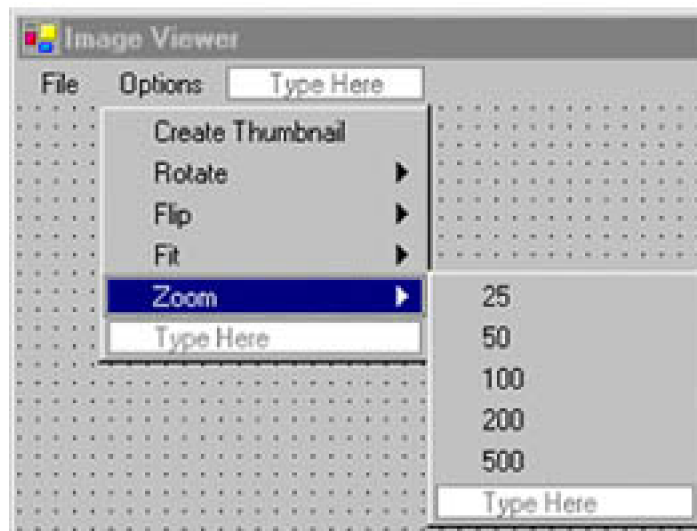 Image Viewer
File Options Type Here
Create Thumbnail
Rotate
Flip
Fit
Zoom
Type Here
25
50
100
200
500
Type Here